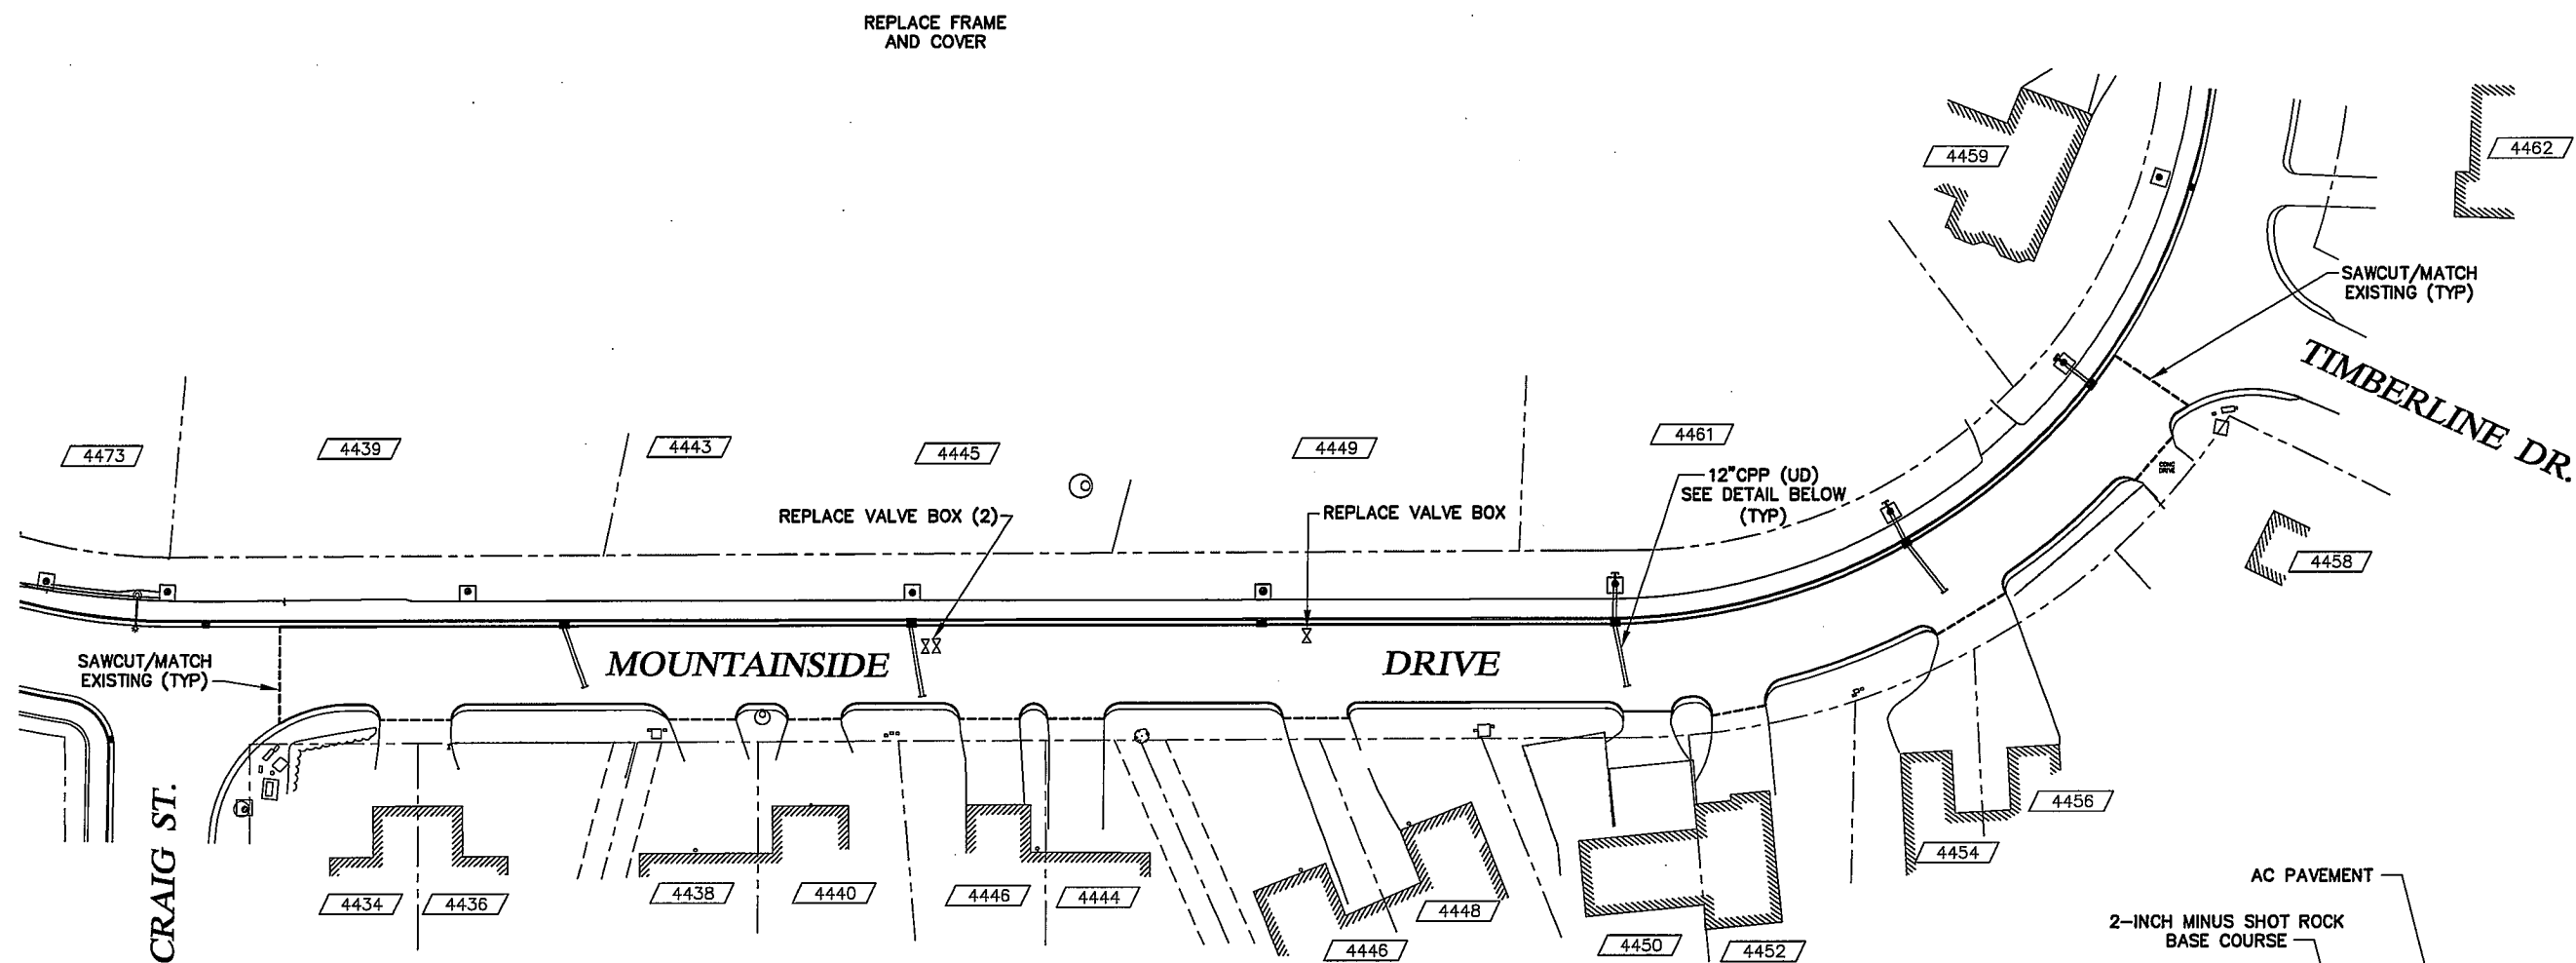 REPLACE FRAME
AND COVER
4459
4462
SAWCUT/MATCH
EXISTING (TYP)
TIMBERLINE DR.
4473
4439
4443
4445
4449
4461
12"CPP (UD)
SEE DETAIL BELOW
(TYP)
REPLACE VALVE BOX (2)
REPLACE VALVE BOX
CONC
DRIVE
4458
SAWCUT/MATCH
EXISTING (TYP)
MOUNTAINSIDE DRIVE
CRAIG ST.
4434
4436
4438
4440
4446
4444
4446
4448
4450
4452
4454
4456
AC PAVEMENT
2-INCH MINUS SHOT ROCK
BASE COURSE